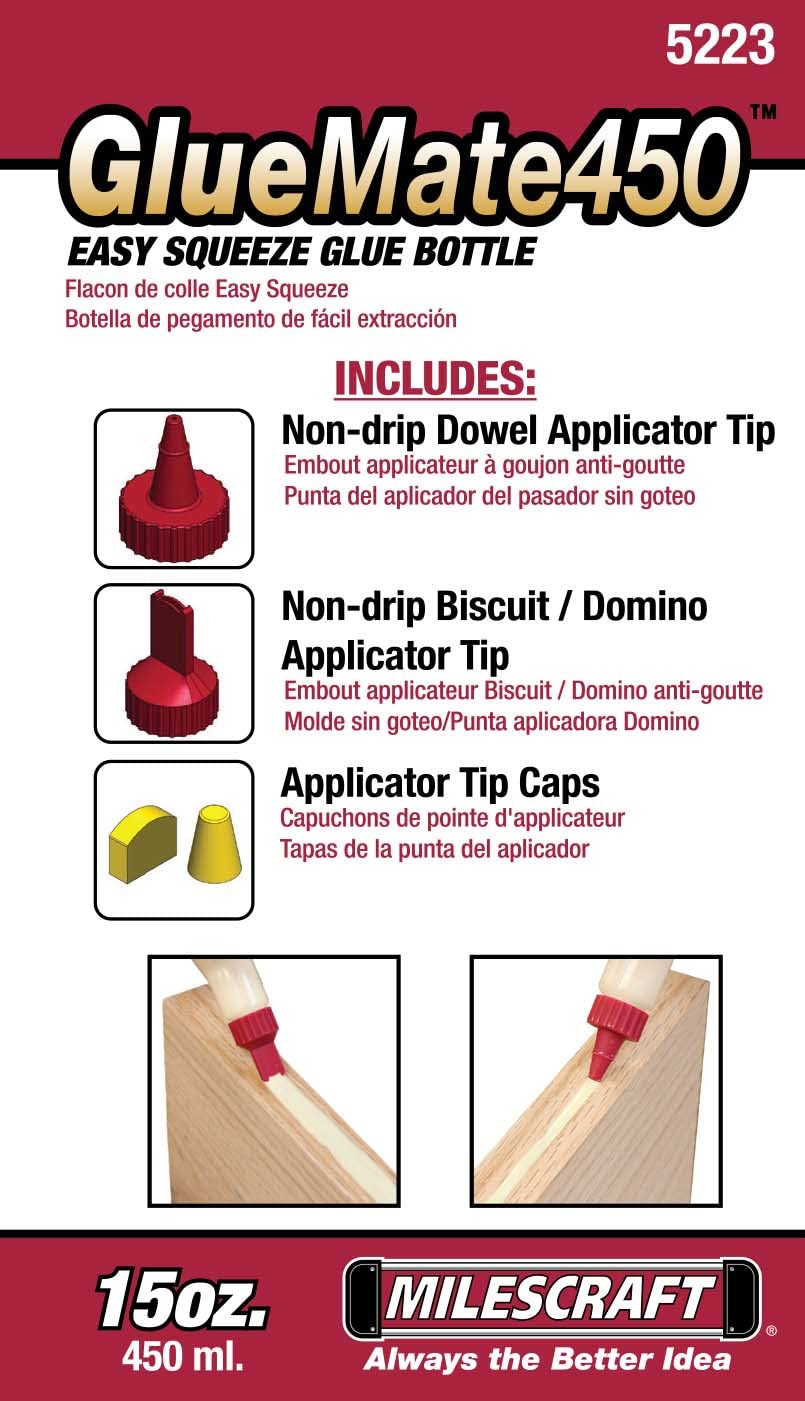 5223
GlueMate450™
EASY SQUEEZE GLUE BOTTLE
Flacon de colle Easy Squeeze
Botella de pegamento de fácil extracción
INCLUDES:
Non-drip Dowel Applicator Tip
Embout applicateur à goujon anti-goutte
Punta del aplicador del pasador sin goteo
Non-drip Biscuit / Domino
Applicator Tip
Embout applicateur Biscuit / Domino anti-goutte
Molde sin goteo/Punta aplicadora Domino
Applicator Tip Caps
Capuchons de pointe d'applicateur
Tapas de la punta del aplicador
15oz.
450 ml.
MILESCRAFT®
Always the Better Idea